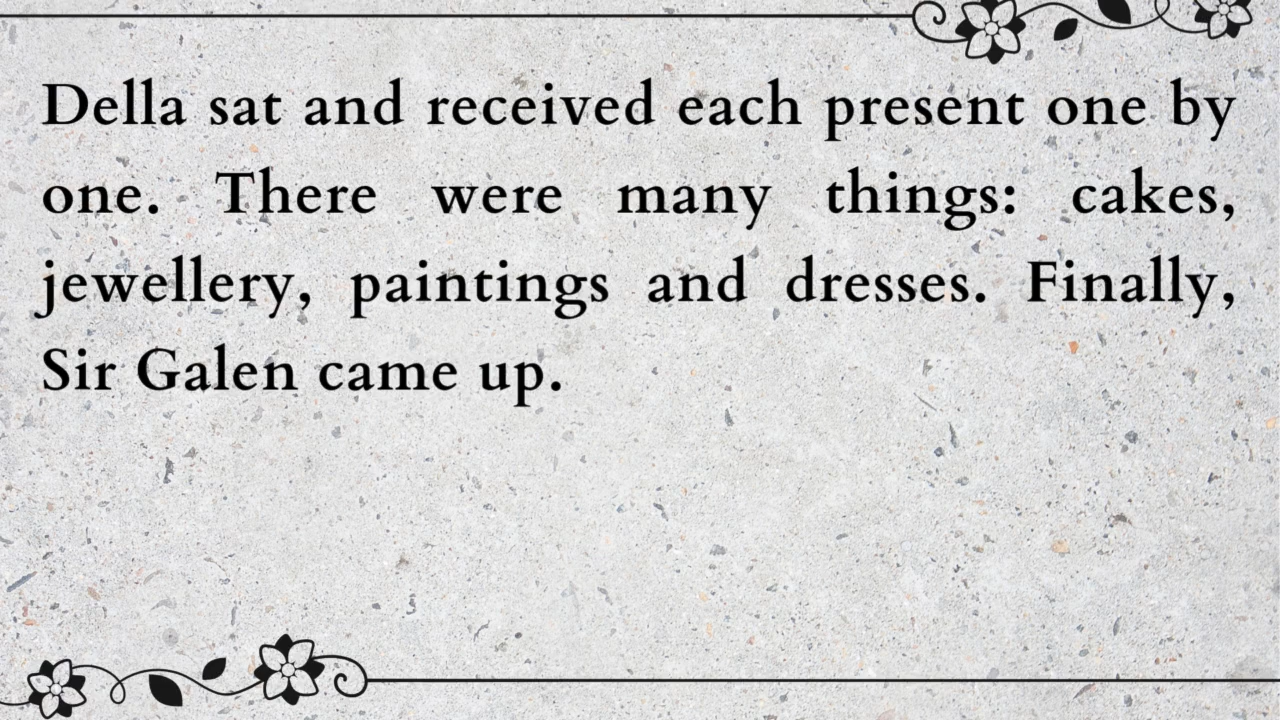 Della sat and received each present one by
one. There were many things: cakes,
jewellery, paintings and dresses. Finally,
Sir Galen came up.